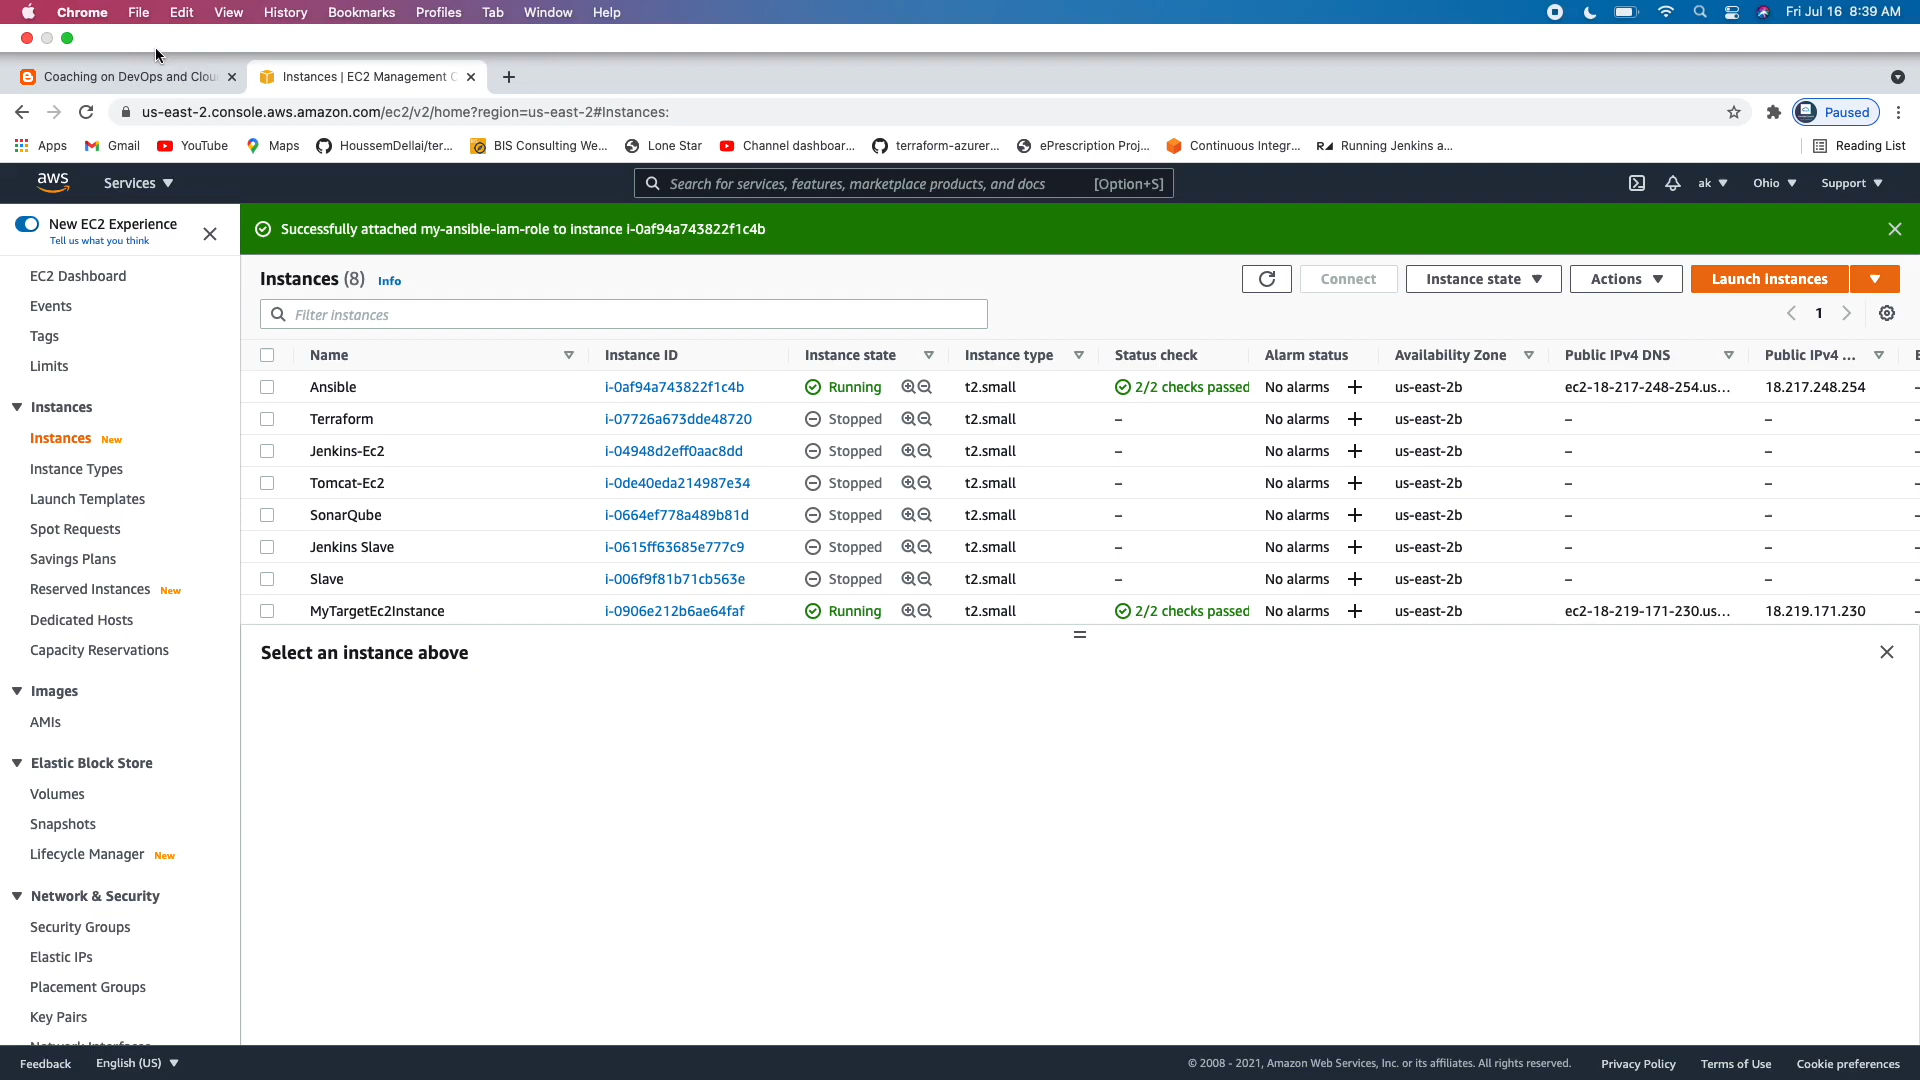 Chrome File Edit View History Bookmarks Profiles Tab Window Help Fri Jul 16 8:39 AM
Coaching on DevOps and Clou Instances | EC2 Management C
us-east-2.console.aws.amazon.com/ec2/v2/home?region=us-east-2#Instances: Paused
Apps Gmail YouTube Maps HoussemDellai/ter... BIS Consulting We... Lone Star Channel dashboar... terraform-azurer... ePrescription Proj... Continuous Integr... Running Jenkins a... Reading List
aws Services Search for services, features, marketplace products, and docs [Option+S] ak Ohio Support
New EC2 Experience
Tell us what you think
Successfully attached my-ansible-iam-role to instance i-0af94a743822f1c4b
EC2 Dashboard
Events
Tags
Limits
Instances
Instances New
Instance Types
Launch Templates
Spot Requests
Savings Plans
Reserved Instances New
Dedicated Hosts
Capacity Reservations
Images
AMIs
Elastic Block Store
Volumes
Snapshots
Lifecycle Manager New
Network & Security
Security Groups
Elastic IPs
Placement Groups
Key Pairs
Instances (8) Info Connect Instance state Actions Launch instances
Filter instances 1
Name Instance ID Instance state Instance type Status check Alarm status Availability Zone Public IPv4 DNS Public IPv4 ...
Ansible i-0af94a743822f1c4b Running t2.small 2/2 checks passed No alarms + us-east-2b ec2-18-217-248-254.us... 18.217.248.254 –
Terraform i-07726a673dde48720 Stopped t2.small – No alarms + us-east-2b – – –
Jenkins-Ec2 i-04948d2eff0aac8dd Stopped t2.small – No alarms + us-east-2b – – –
Tomcat-Ec2 i-0de40eda214987e34 Stopped t2.small – No alarms + us-east-2b – – –
SonarQube i-0664ef778a489b81d Stopped t2.small – No alarms + us-east-2b – – –
Jenkins Slave i-0615ff63685e777c9 Stopped t2.small – No alarms + us-east-2b – – –
Slave i-006f9f81b71cb563e Stopped t2.small – No alarms + us-east-2b – – –
MyTargetEc2Instance i-0906e212b6ae64faf Running t2.small 2/2 checks passed No alarms + us-east-2b ec2-18-219-171-230.us... 18.219.171.230 –
Select an instance above
Feedback English (US) © 2008 - 2021, Amazon Web Services, Inc. or its affiliates. All rights reserved. Privacy Policy Terms of Use Cookie preferences